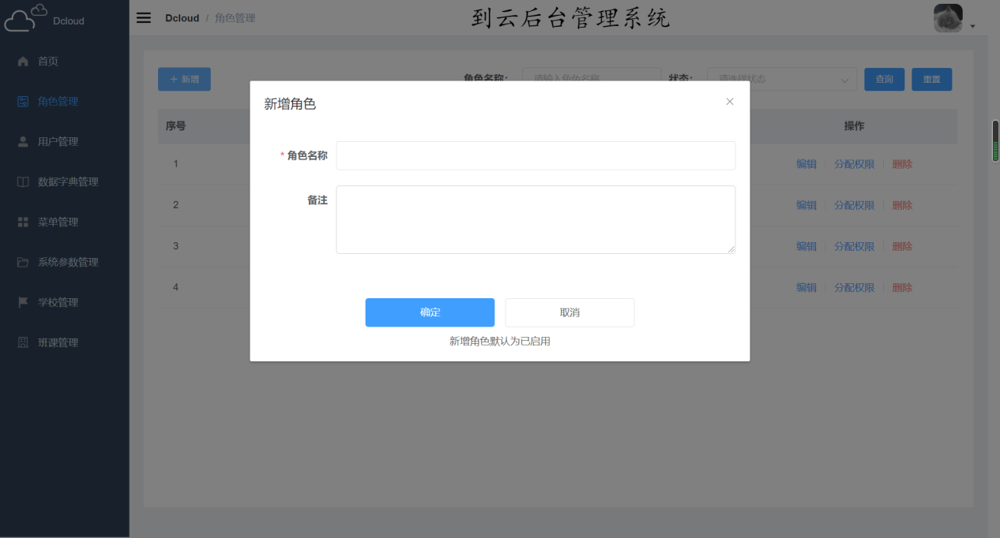 Dcloud
首页
角色管理
用户管理
数据字典管理
菜单管理
系统参数管理
学校管理
班课管理
Dcloud / 角色管理
到云后台管理系统
+ 新增
角色名称: 请输入角色名称 状态: 请选择状态 查询 重置
序号 操作
1 编辑 分配权限 删除
2 编辑 分配权限 删除
3 编辑 分配权限 删除
4 编辑 分配权限 删除
新增角色
* 角色名称
备注
确定 取消
新增角色默认为已启用